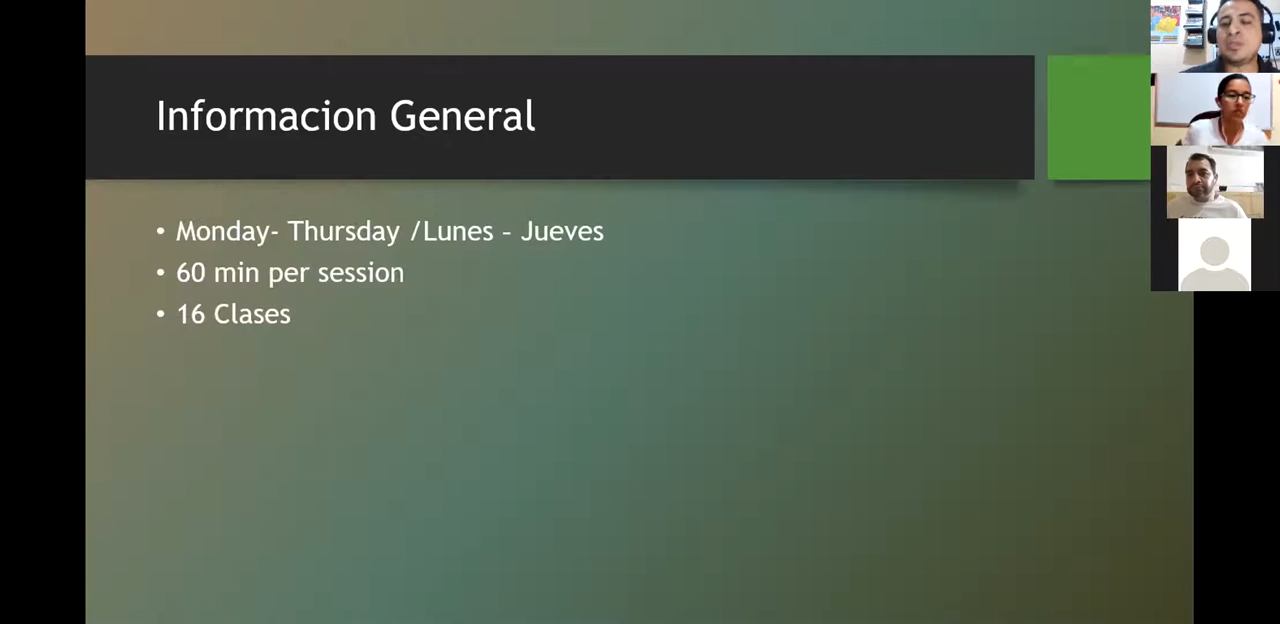 Informacion General
• Monday- Thursday /Lunes – Jueves
• 60 min per session
• 16 Clases